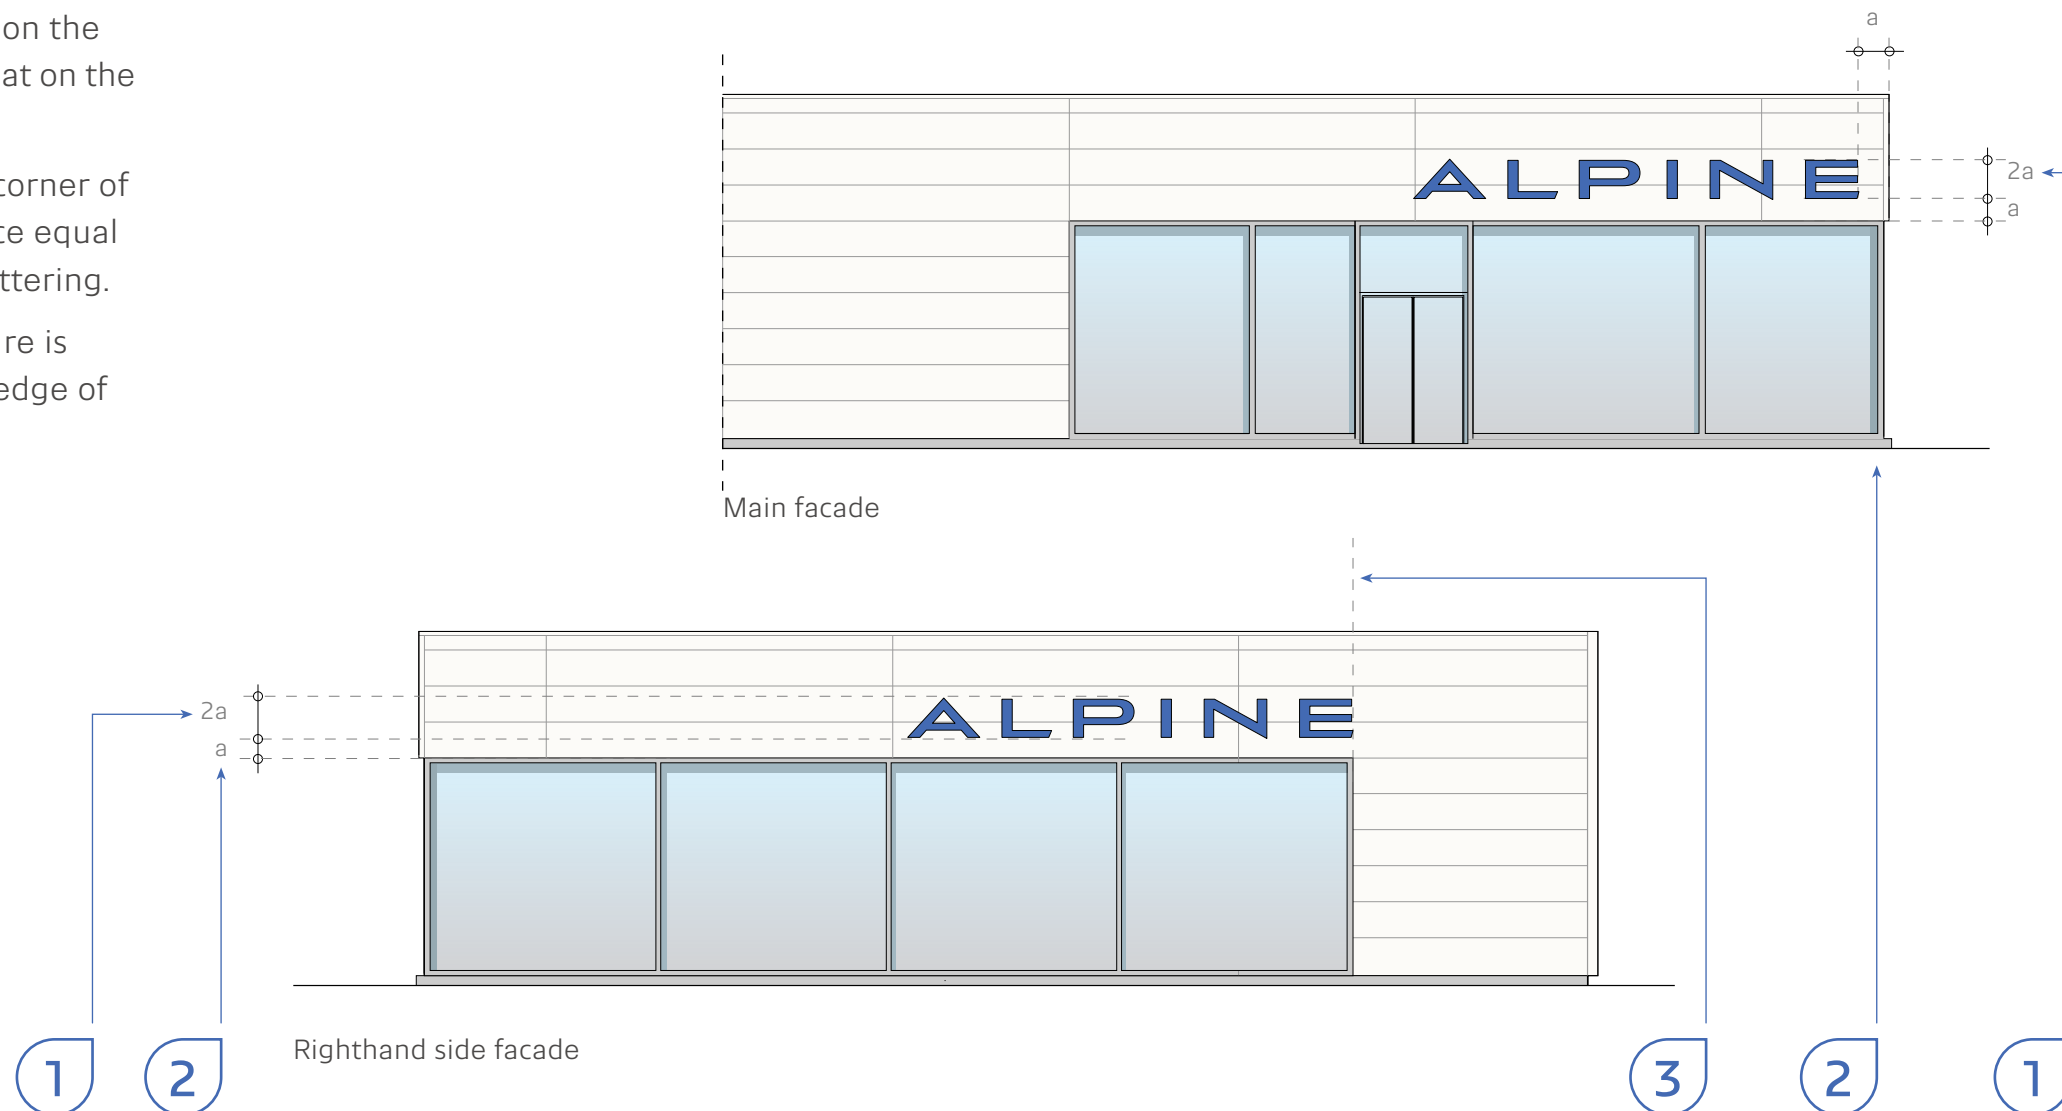 on the
at on the
corner of
te equal
ttering.
re is
edge of
a
ALPINE
2a
a
Main facade
ALPINE
2a
a
Righthand side facade
1
2
3
2
1